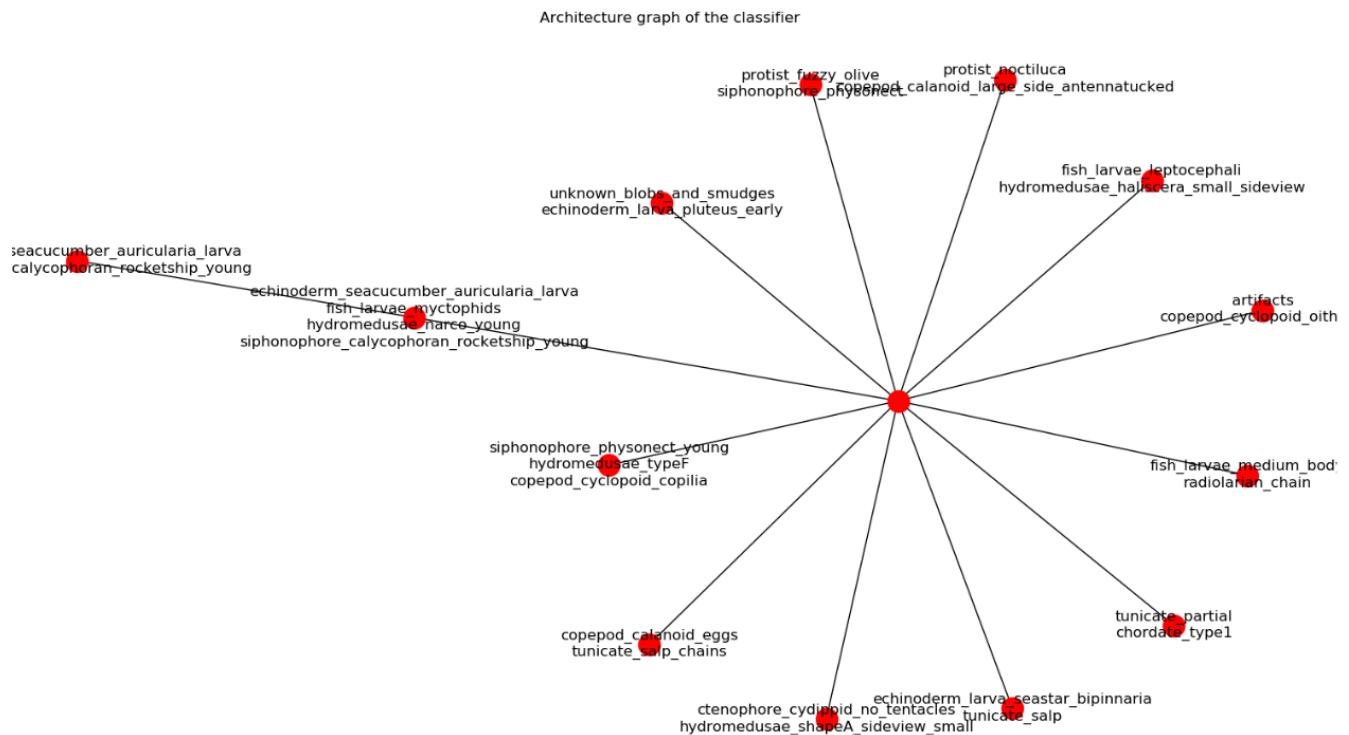 Architecture graph of the classifier
protist_fuzzy_olive
siphonophore_physonect
protist_noctiluca
copepod_calanoid_large_side_antennatucked
fish_larvae_leptocephali
hydromedusae_haliscera_small_sideview
unknown_blobs_and_smudges
echinoderm_larva_pluteus_early
seacucumber_auricularia_larva
calycophoran_rocketship_young
echinoderm_seacucumber_auricularia_larva
fish_larvae_myctophids
hydromedusae_narco_young
siphonophore_calycophoran_rocketship_young
artifacts
copepod_cyclopoid_oith
siphonophore_physonect_young
hydromedusae_typeF
copepod_cyclopoid_copilia
fish_larvae_medium_body
radiolarian_chain
copepod_calanoid_eggs
tunicate_salp_chains
tunicate_partial
chordate_type1
ctenophore_cydippid_no_tentacles
hydromedusae_shapeA_sideview_small
echinoderm_larva_seastar_bipinnaria
tunicate_salp